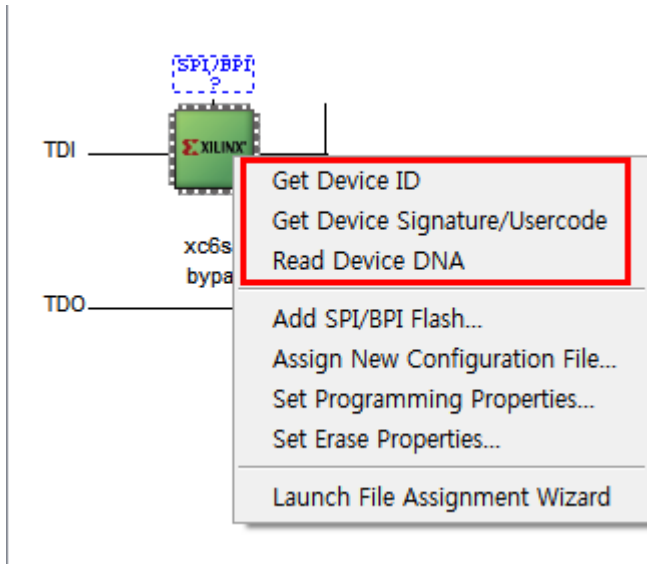 SPI/BPI
?
TDI
XILINX
xc6s
bypa
TDO
Get Device ID
Get Device Signature/Usercode
Read Device DNA
Add SPI/BPI Flash...
Assign New Configuration File...
Set Programming Properties...
Set Erase Properties...
Launch File Assignment Wizard